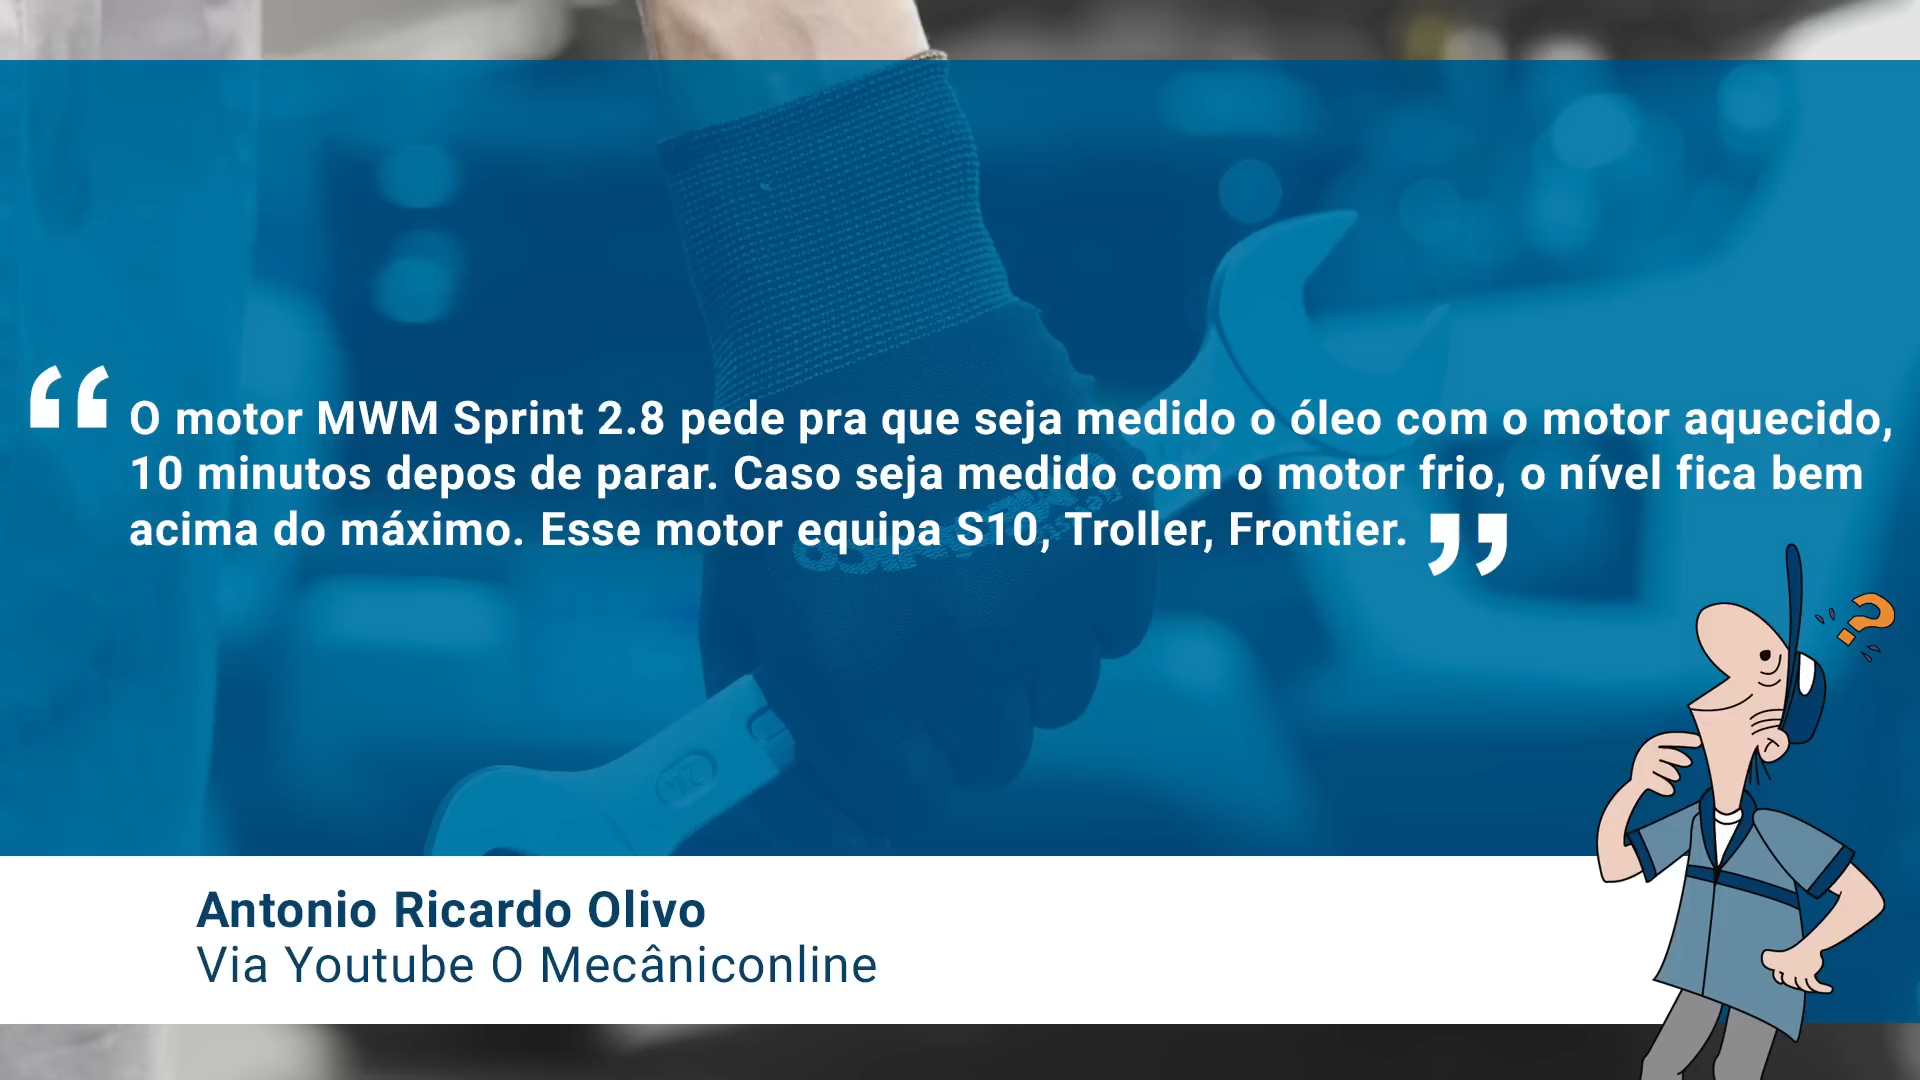 “O motor MWM Sprint 2.8 pede pra que seja medido o óleo com o motor aquecido,
10 minutos depos de parar. Caso seja medido com o motor frio, o nível fica bem
acima do máximo. Esse motor equipa S10, Troller, Frontier.”
?
Antonio Ricardo Olivo
Via Youtube O Mecâniconline